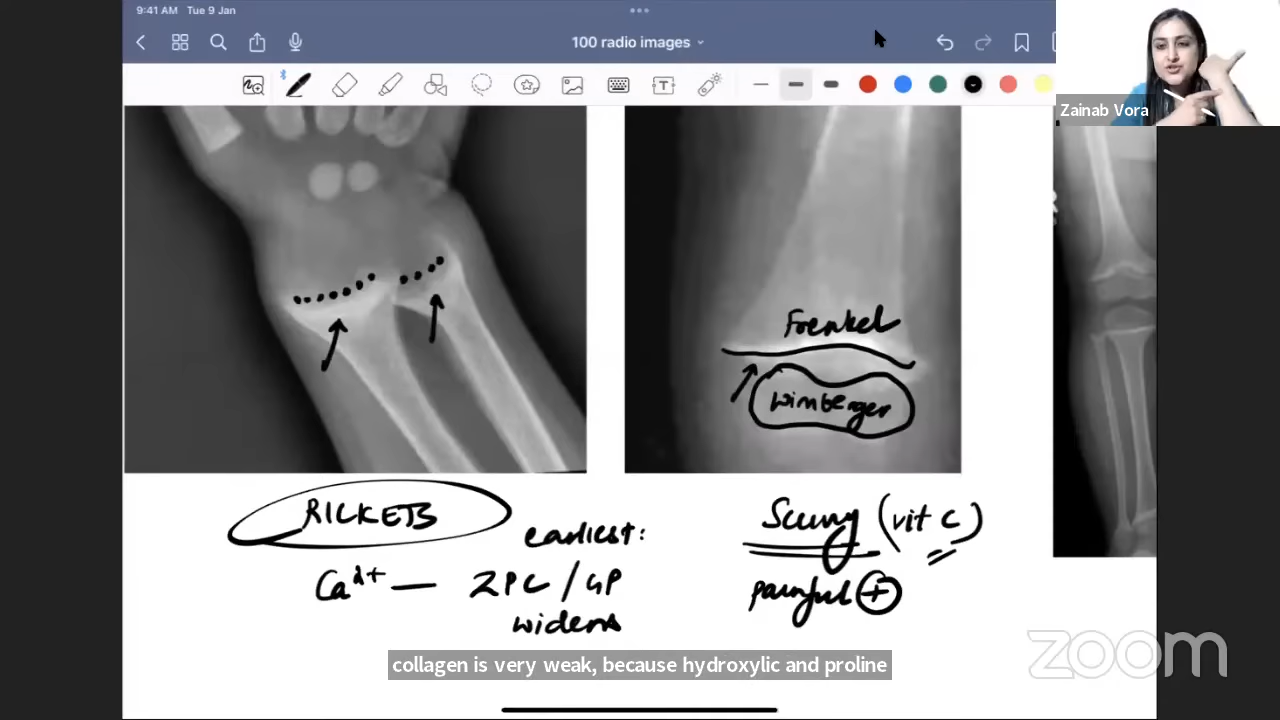 9:41 AM Tue 9 Jan
100 radio images
Zainab Vora
Frenkel
Wimberger
RICKETS
earliest:
Ca2+ — ZPC / GP
widens
Scurvy (vit C)
painful +
collagen is very weak, because hydroxylic and proline
zoom